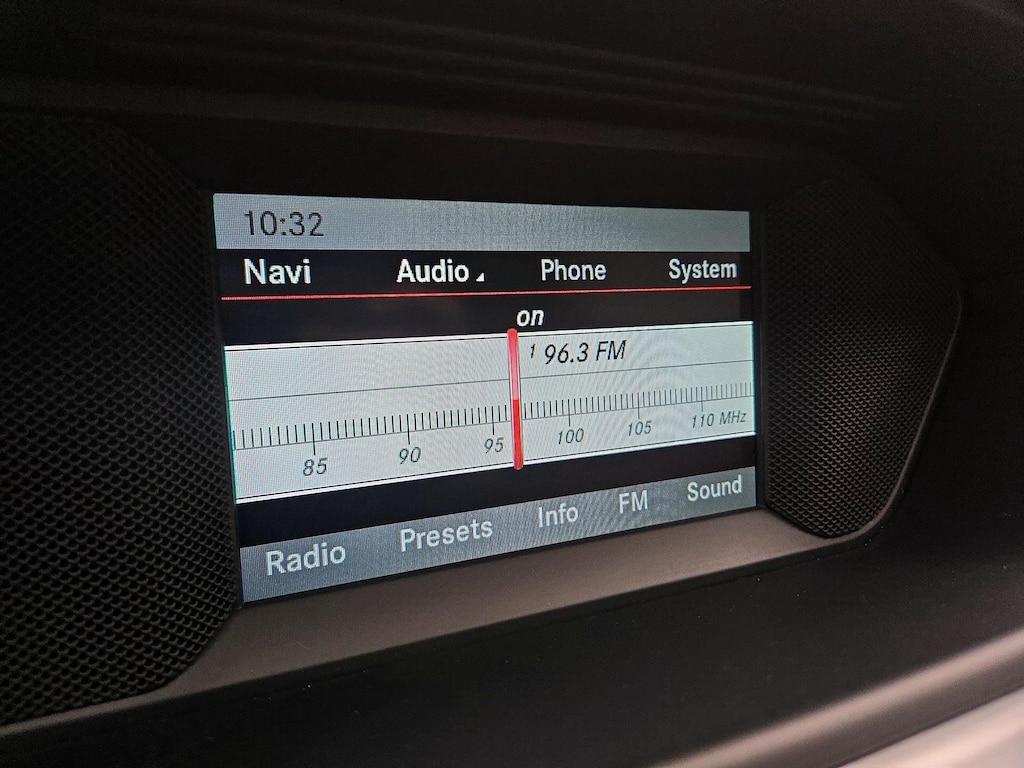 10:32
Navi Audio Phone System
on
1 96.3 FM
85 90 95 100 105 110 MHz
Radio Presets Info FM Sound